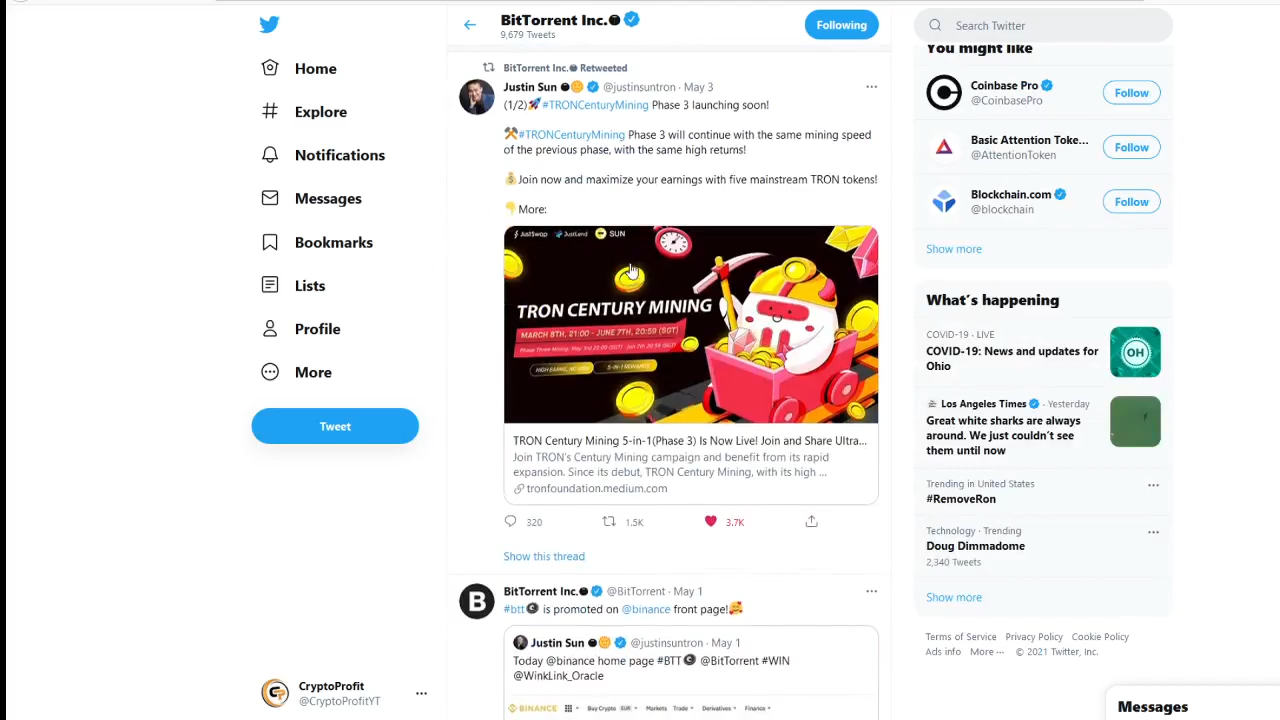 Home
Explore
Notifications
Messages
Bookmarks
Lists
Profile
More
Tweet
CryptoProfit
@CryptoProfitYT
BitTorrent Inc.
9,679 Tweets
Following
BitTorrent Inc. Retweeted
Justin Sun @justinsuntron · May 3
(1/2)🚀#TRONCenturyMining Phase 3 launching soon!
⚒️#TRONCenturyMining Phase 3 will continue with the same mining speed
of the previous phase, with the same high returns!
💰Join now and maximize your earnings with five mainstream TRON tokens!
👇More:
JustSwap JustLend SUN
TRON CENTURY MINING
MARCH 8TH, 21:00 - JUNE 7TH, 20:59 (SGT)
TRON Century Mining 5-in-1(Phase 3) Is Now Live! Join and Share Ultra...
Join TRON's Century Mining campaign and benefit from its rapid
expansion. Since its debut, TRON Century Mining, with its high ...
tronfoundation.medium.com
320 1.5K 3.7K
Show this thread
B
BitTorrent Inc. @BitTorrent · May 1
#btt is promoted on @binance front page!🥰
Justin Sun @justinsuntron · May 1
Today @binance home page #BTT @BitTorrent #WIN
@WinkLink_Oracle
BINANCE Buy Crypto EUR Markets Trade Derivatives Finance
Search Twitter
You might like
Coinbase Pro
@CoinbasePro
Follow
Basic Attention Toke...
@AttentionToken
Follow
Blockchain.com
@blockchain
Follow
Show more
What's happening
COVID-19 · LIVE
COVID-19: News and updates for
Ohio
OH
Los Angeles Times · Yesterday
Great white sharks are always
around. We just couldn't see
them until now
Trending in United States
#RemoveRon
Technology · Trending
Doug Dimmadome
2,340 Tweets
Show more
Terms of Service Privacy Policy Cookie Policy
Ads info More ··· © 2021 Twitter, Inc.
Messages